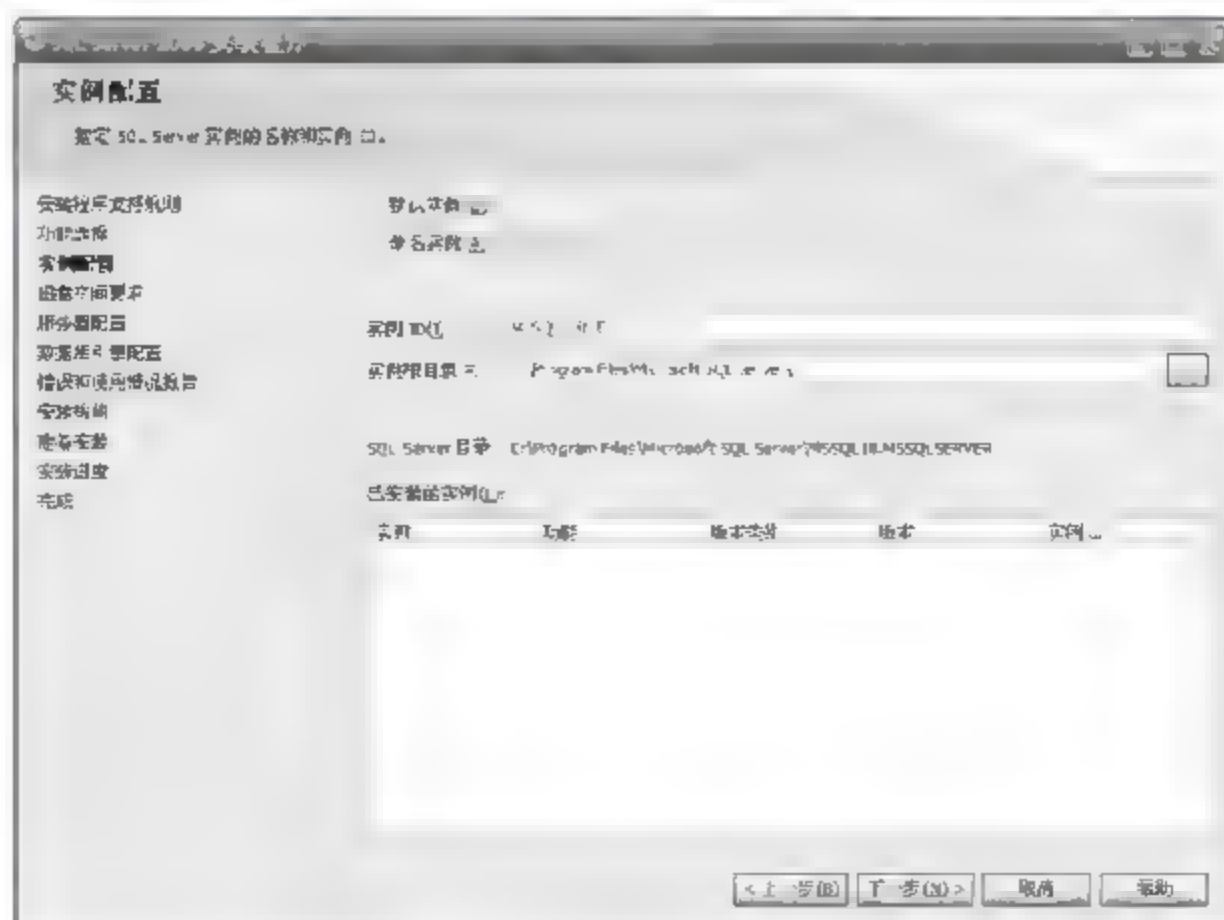 实例配置
指定 SQL Server 实例的名称和实例 ID。
安装程序支持规则
功能选择
实例配置
磁盘空间要求
服务器配置
数据库引擎配置
错误和使用情况报告
安装规则
准备安装
安装进度
完成
默认实例
命名实例
实例 ID(I)
实例根目录
SQL Server 目录 C:\Program Files\Microsoft SQL Server\
已安装的实例(L):
实例 功能 版本类别 版本 实例
< 上一步(B) 下一步(N) > 取消 帮助